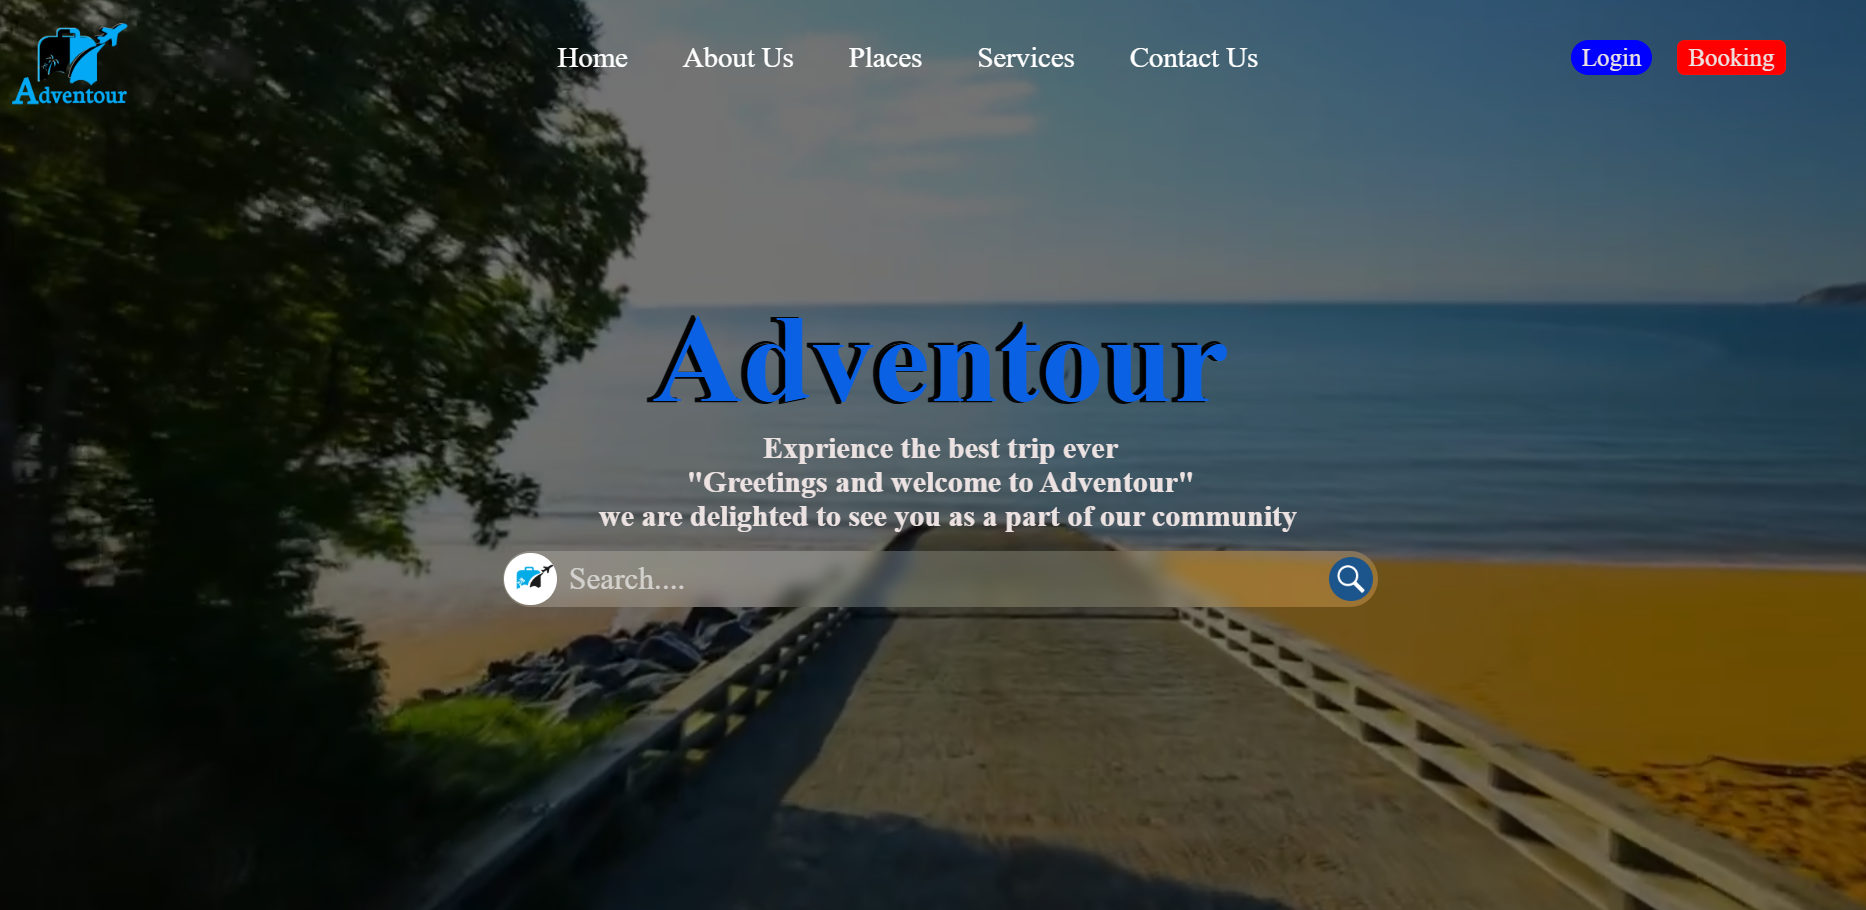 Adventour
Home About Us Places Services Contact Us
Login Booking
Adventour
Exprience the best trip ever
"Greetings and welcome to Adventour"
we are delighted to see you as a part of our community
Search....